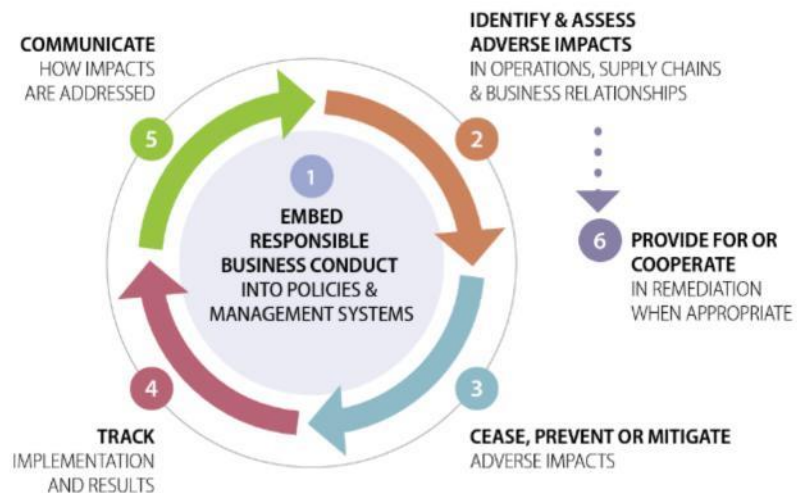 1
EMBED
RESPONSIBLE
BUSINESS CONDUCT
INTO POLICIES &
MANAGEMENT SYSTEMS
2
IDENTIFY & ASSESS
ADVERSE IMPACTS
IN OPERATIONS, SUPPLY CHAINS
& BUSINESS RELATIONSHIPS
3
CEASE, PREVENT OR MITIGATE
ADVERSE IMPACTS
4
TRACK
IMPLEMENTATION
AND RESULTS
5
COMMUNICATE
HOW IMPACTS
ARE ADDRESSED
6
PROVIDE FOR OR
COOPERATE
IN REMEDIATION
WHEN APPROPRIATE